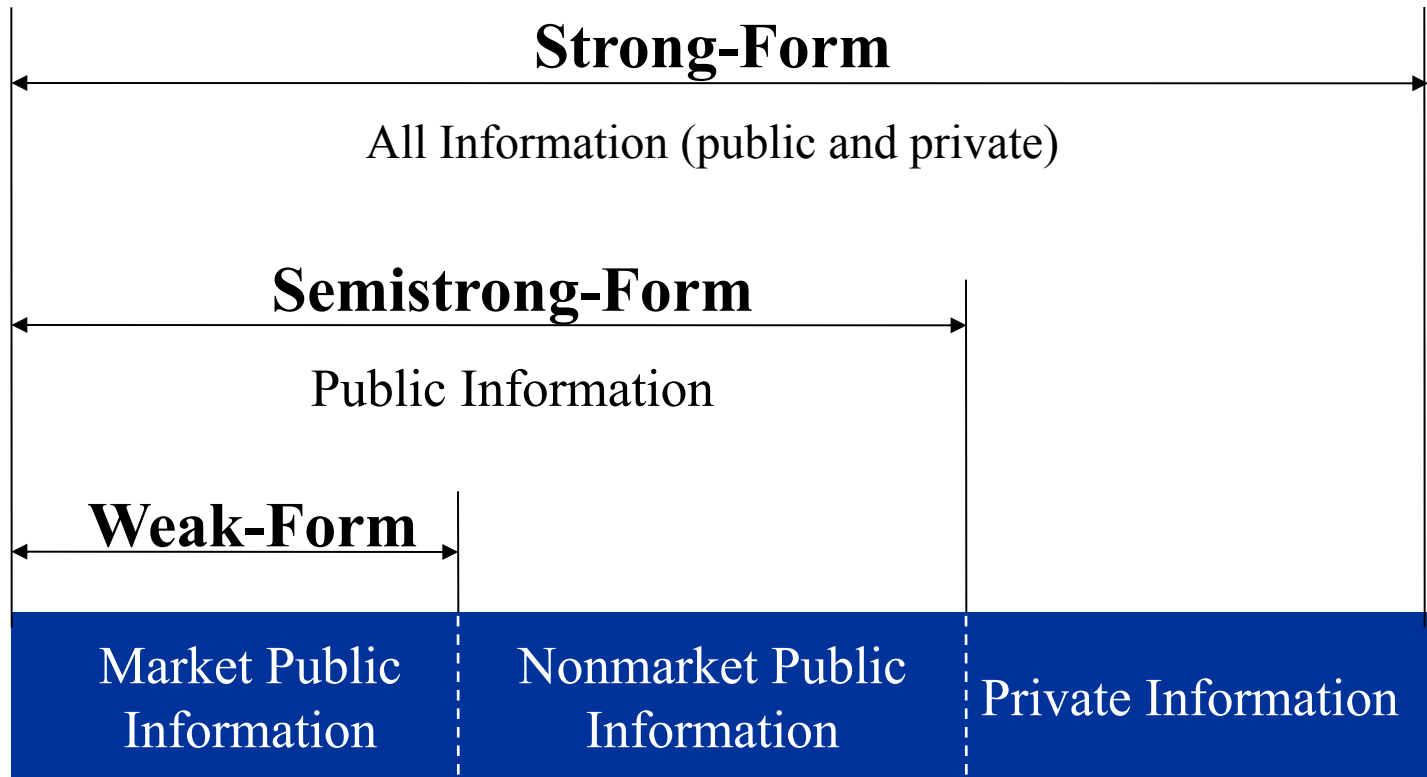 Strong-Form
All Information (public and private)
Semistrong-Form
Public Information
Weak-Form
Market Public
Information
Nonmarket Public
Information
Private Information